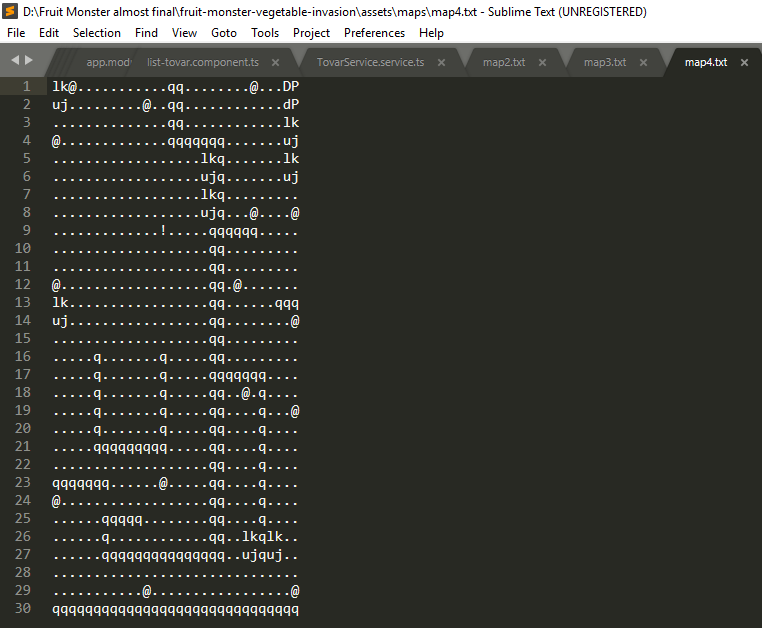 D:\Fruit Monster almost final\fruit-monster-vegetable-invasion\assets\maps\map4.txt - Sublime Text (UNREGISTERED)
File Edit Selection Find View Goto Tools Project Preferences Help
app.mod list-tovar.component.ts TovarService.service.ts map2.txt map3.txt map4.txt
1 lk@...........qq........@...DP
2 uj.........@..qq............dP
3 ..............qq............lk
4 @.............qqqqqqq.......uj
5 ..................lkq.......lk
6 ..................ujq.......uj
7 ..................lkq.........
8 ..................ujq...@....@
9 .............!.....qqqqqq.....
10 ...................qq.........
11 ...................qq.........
12 @..................qq.@.......
13 lk.................qq......qqq
14 uj.................qq........@
15 ...................qq.........
16 .....q.......q.....qq.........
17 .....q.......q.....qqqqqqq....
18 .....q.......q.....qq..@.q....
19 .....q.......q.....qq....q...@
20 .....q.......q.....qq....q....
21 .....qqqqqqqqq.....qq....q....
22 ...................qq....q....
23 qqqqqqq......@.....qq....q....
24 @..................qq....q....
25 ......qqqqq........qq....q....
26 ......q............qq..lkqlk..
27 ......qqqqqqqqqqqqqqq..ujquj..
28 ..............................
29 ...........@.................@
30 qqqqqqqqqqqqqqqqqqqqqqqqqqqqqq